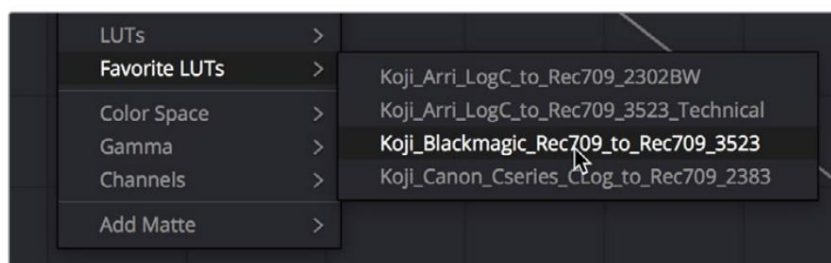 LUTs
Favorite LUTs
Color Space
Gamma
Channels
Add Matte
Koji_Arri_LogC_to_Rec709_2302BW
Koji_Arri_LogC_to_Rec709_3523_Technical
Koji_Blackmagic_Rec709_to_Rec709_3523
Koji_Canon_Cseries_CLog_to_Rec709_2383